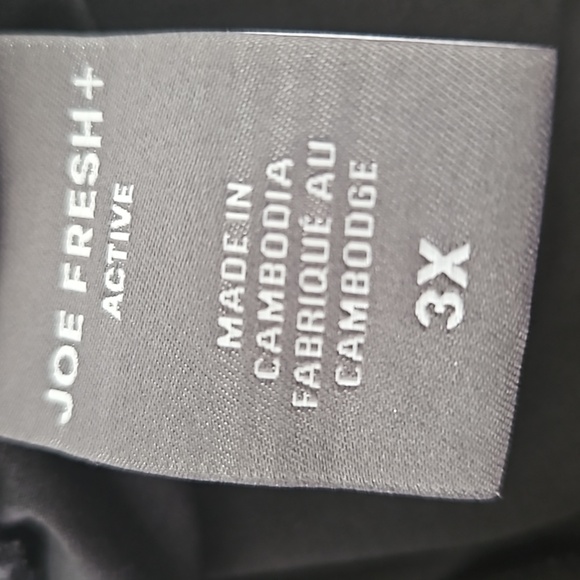 JOE FRESH+
ACTIVE
MADE IN
CAMBODIA
FABRIQUÉ AU
CAMBODGE
3X